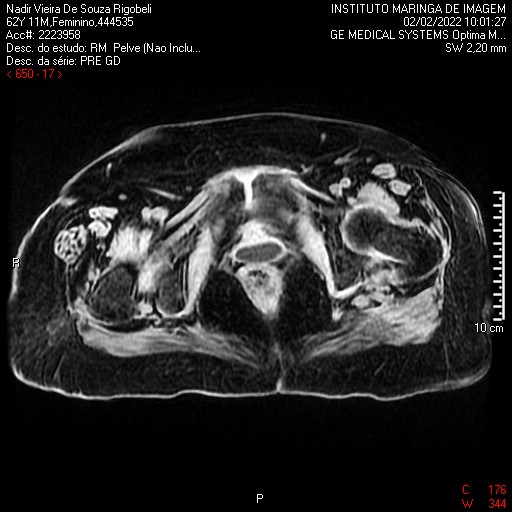 Nadir Vieira De Souza Rigobeli
62Y 11M,Feminino,444535
Acc#: 2223958
Desc. do estudo: RM  Pelve (Nao Inclu...
Desc. da série: PRE GD
< 650 - 17 >
INSTITUTO MARINGA DE IMAGEM
02/02/2022 10:01:27
GE MEDICAL SYSTEMS Optima M...
SW 2,20 mm
10 cm
P
C 176
W 344